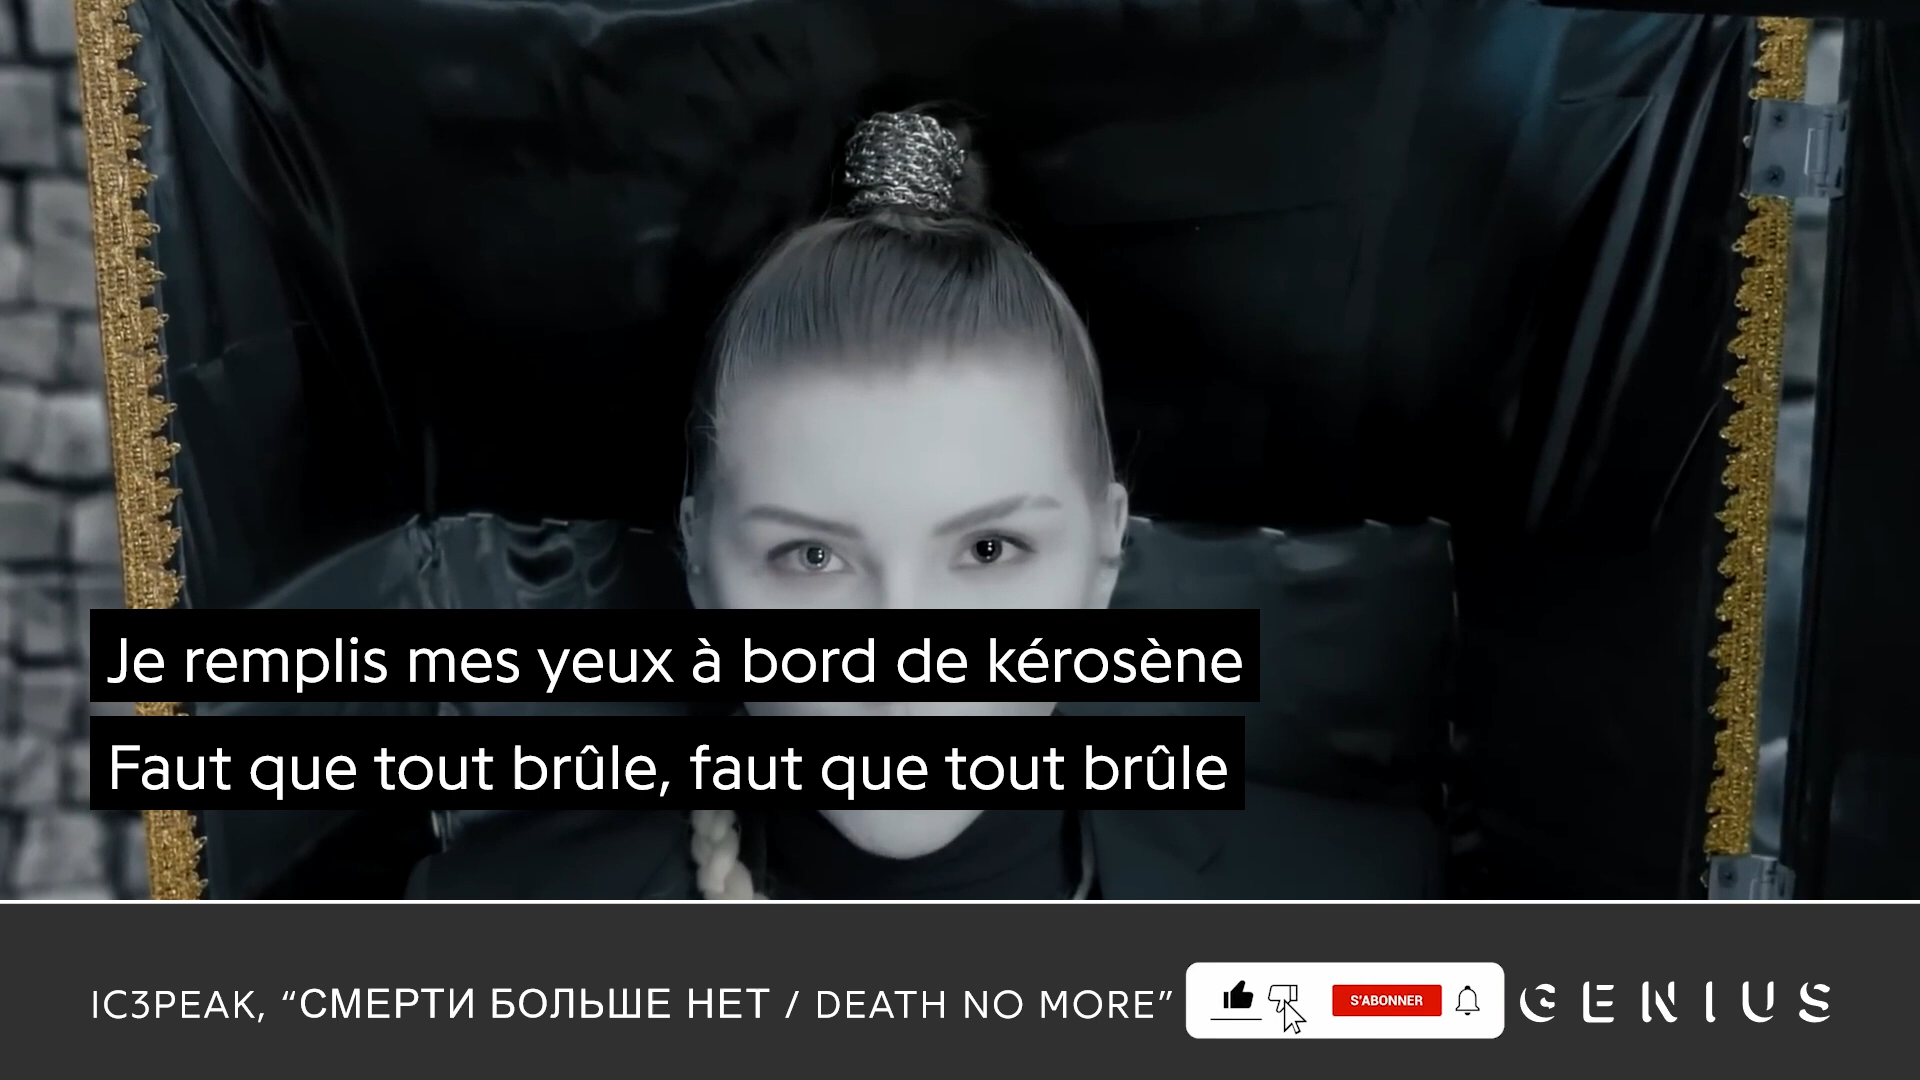 Je remplis mes yeux à bord de kérosène
Faut que tout brûle, faut que tout brûle
IC3PEAK, “СМЕРТИ БОЛЬШЕ НЕТ / DEATH NO MORE”
S'ABONNER
GENIUS